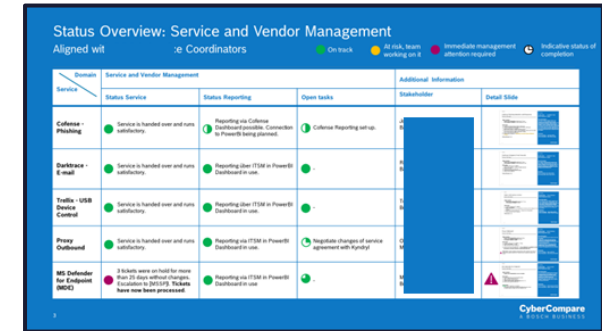 Status Overview: Service and Vendor Management
Aligned wit :e Coordinators
On track
At risk, team
working on it
Immediate management
attention required
Indicative status of
completion
Domain
Service
Service and Vendor Management
Additional Information
Status Service
Status Reporting
Open tasks
Stakeholder
Detail Slide
Cofense -
Phishing
Service is handed over and runs
satisfactory.
Reporting via Cofense
Dashboard possible. Connection
to PowerBI being planned.
Cofense Reporting set-up.
Darktrace -
E-mail
Service is handed over and runs
satisfactory.
Reporting über ITSM in PowerBI
Dashboard in use.
-
Trellix - USB
Device
Control
Service is handed over and runs
satisfactory.
Reporting über ITSM in PowerBI
Dashboard in use.
-
Proxy
Outbound
Service is handed over and runs
satisfactory.
Reporting via ITSM in PowerBI
Dashboard in use.
Negotiate changes of service
agreement with Kyndryl
MS Defender
for Endpoint
(MDE)
3 tickets were on hold for more
than 25 days without changes.
Escalation to [MSSP]. Tickets
have now been processed.
Reporting via ITSM in PowerBI
Dashboard in use
-
3
CyberCompare
A BOSCH BUSINESS